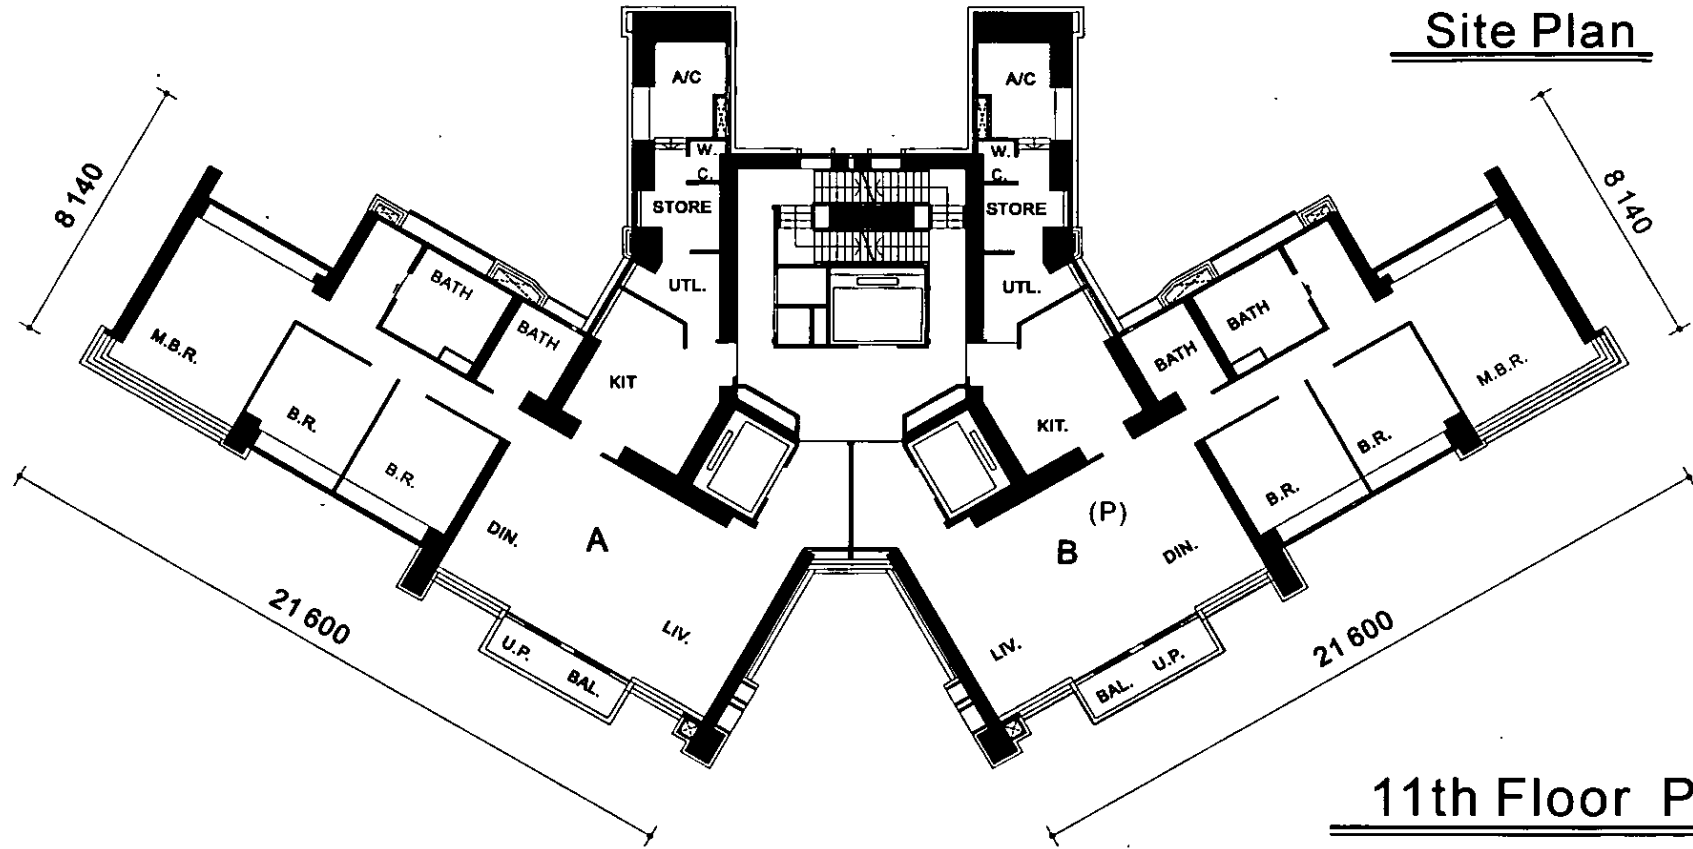 Site Plan
A/C
A/C
W.
C.
W.
C.
8 140
8 140
STORE
STORE
BATH
UTL.
UTL.
BATH
BATH
BATH
M.B.R.
KIT
M.B.R.
B.R.
KIT.
B.R.
B.R.
B.R.
DIN.
A
(P)
B
DIN.
21 600
LIV.
LIV.
21 600
U.P.
BAL.
U.P.
BAL.
11th Floor P